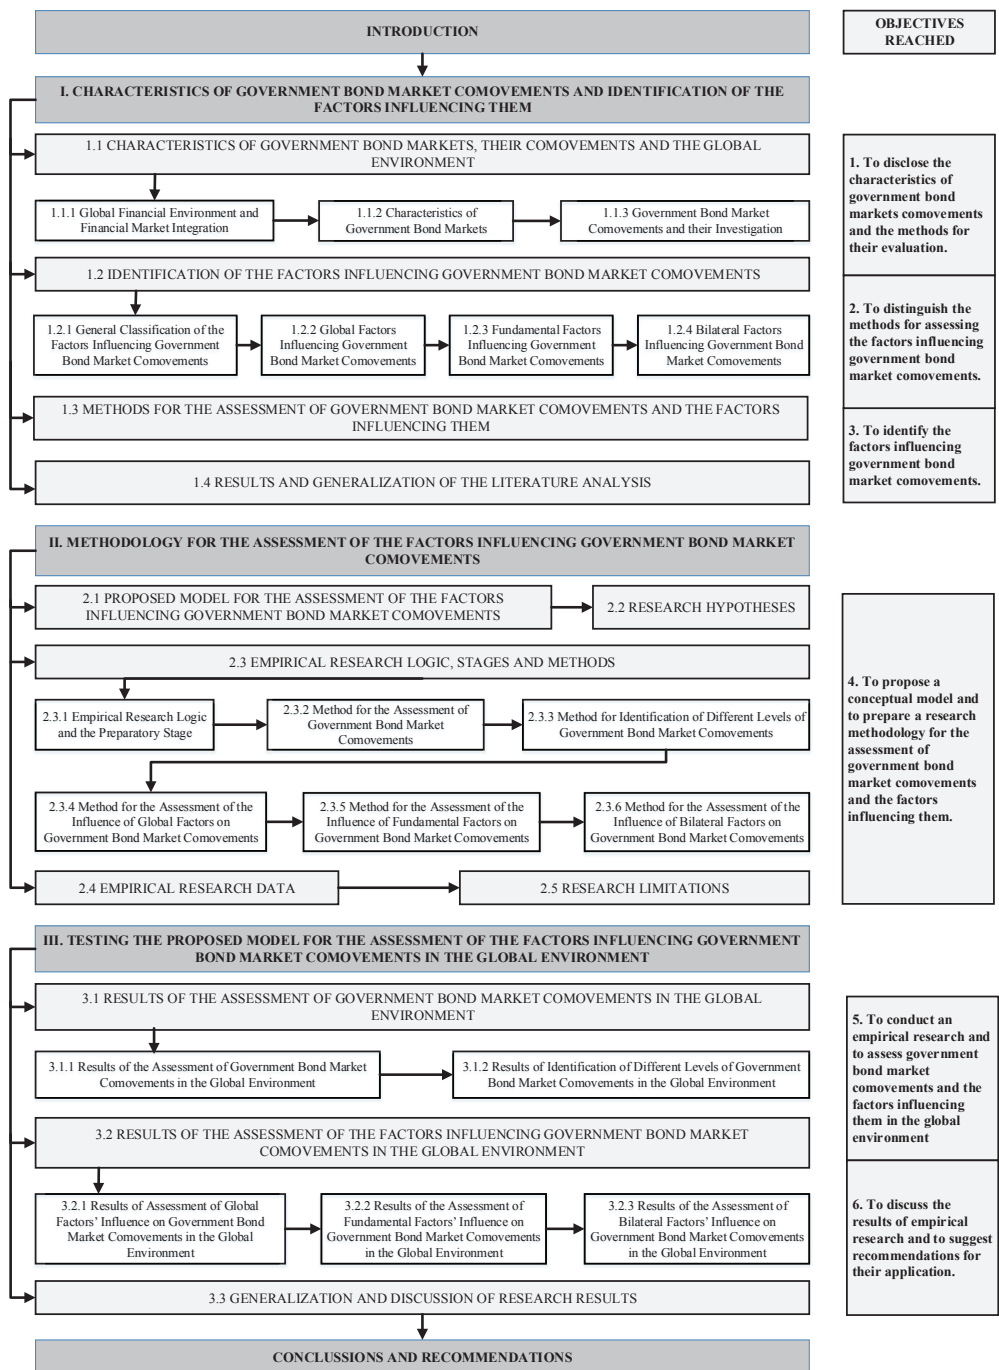 INTRODUCTION
OBJECTIVES
REACHED
I. CHARACTERISTICS OF GOVERNMENT BOND MARKET COMOVEMENTS AND IDENTIFICATION OF THE
FACTORS INFLUENCING THEM
1.1 CHARACTERISTICS OF GOVERNMENT BOND MARKETS, THEIR COMOVEMENTS AND THE GLOBAL
ENVIRONMENT
1.1.1 Global Financial Environment and
Financial Market Integration
1.1.2 Characteristics of
Government Bond Markets
1.1.3 Government Bond Market
Comovements and their Investigation
1. To disclose the
characteristics of
government bond
markets comovements
and the methods for
their evaluation.
1.2 IDENTIFICATION OF THE FACTORS INFLUENCING GOVERNMENT BOND MARKET COMOVEMENTS
1.2.1 General Classification of the
Factors Influencing Government
Bond Market Comovements
1.2.2 Global Factors
Influencing Government
Bond Market Comovements
1.2.3 Fundamental Factors
Influencing Government
Bond Market Comovements
1.2.4 Bilateral Factors
Influencing Government Bond
Market Comovements
2. To distinguish the
methods for assessing
the factors influencing
government bond
market comovements.
1.3 METHODS FOR THE ASSESSMENT OF GOVERNMENT BOND MARKET COMOVEMENTS AND THE FACTORS
INFLUENCING THEM
1.4 RESULTS AND GENERALIZATION OF THE LITERATURE ANALYSIS
3. To identify the
factors influencing
government bond
market comovements.
II. METHODOLOGY FOR THE ASSESSMENT OF THE FACTORS INFLUENCING GOVERNMENT BOND MARKET
COMOVEMENTS
2.1 PROPOSED MODEL FOR THE ASSESSMENT OF THE FACTORS
INFLUENCING GOVERNMENT BOND MARKET COMOVEMENTS
2.2 RESEARCH HYPOTHESES
2.3 EMPIRICAL RESEARCH LOGIC, STAGES AND METHODS
2.3.1 Empirical Research Logic
and the Preparatory Stage
2.3.2 Method for the Assessment of
Government Bond Market
Comovements
2.3.3 Method for Identification of Different Levels of
Government Bond Market Comovements
2.3.4 Method for the Assessment of the
Influence of Global Factors on
Government Bond Market Comovements
2.3.5 Method for the Assessment of the
Influence of Fundamental Factors on
Government Bond Market Comovements
2.3.6 Method for the Assessment of the
Influence of Bilateral Factors on
Government Bond Market Comovements
2.4 EMPIRICAL RESEARCH DATA
2.5 RESEARCH LIMITATIONS
4. To propose a
conceptual model and
to prepare a research
methodology for the
assessment of
government bond
market comovements
and the factors
influencing them.
III. TESTING THE PROPOSED MODEL FOR THE ASSESSMENT OF THE FACTORS INFLUENCING GOVERNMENT
BOND MARKET COMOVEMENTS IN THE GLOBAL ENVIRONMENT
3.1 RESULTS OF THE ASSESSMENT OF GOVERNMENT BOND MARKET COMOVEMENTS IN THE GLOBAL
ENVIRONMENT
3.1.1 Results of the Assessment of Government Bond Market
Comovements in the Global Environment
3.1.2 Results of Identification of Different Levels of Government
Bond Market Comovements in the Global Environment
5. To conduct an
empirical research and
to assess government
bond market
comovements and the
factors influencing
them in the global
environment
3.2 RESULTS OF THE ASSESSMENT OF THE FACTORS INFLUENCING GOVERNMENT BOND MARKET
COMOVEMENTS IN THE GLOBAL ENVIRONMENT
3.2.1 Results of Assessment of Global
Factors' Influence on Government Bond
Market Comovements in the Global
Environment
3.2.2 Results of the Assessment of
Fundamental Factors' Influence on
Government Bond Market Comovements
in the Global Environment
3.2.3 Results of the Assessment of
Bilateral Factors' Influence on
Government Bond Market Comovements
in the Global Environment
6. To discuss the
results of empirical
research and to suggest
recommendations for
their application.
3.3 GENERALIZATION AND DISCUSSION OF RESEARCH RESULTS
CONCLUSSIONS AND RECOMMENDATIONS